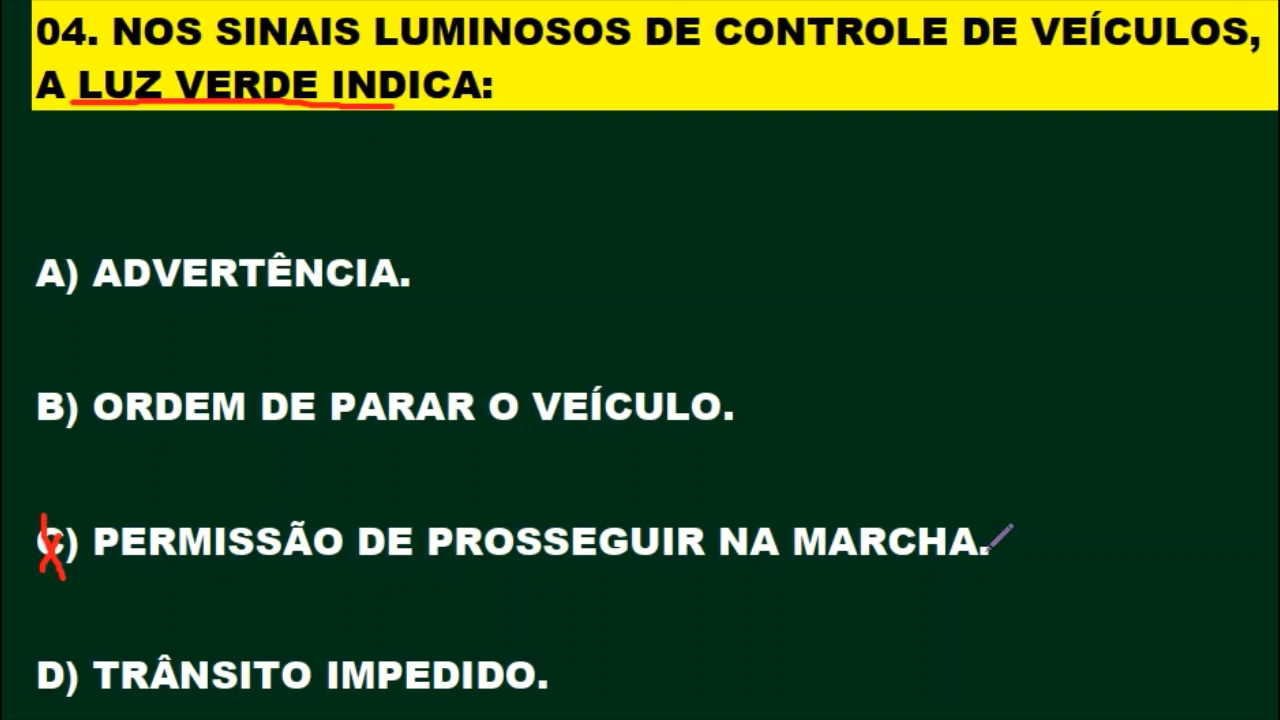 04. NOS SINAIS LUMINOSOS DE CONTROLE DE VEÍCULOS,
A LUZ VERDE INDICA:
A) ADVERTÊNCIA.
B) ORDEM DE PARAR O VEÍCULO.
C) PERMISSÃO DE PROSSEGUIR NA MARCHA.
D) TRÂNSITO IMPEDIDO.